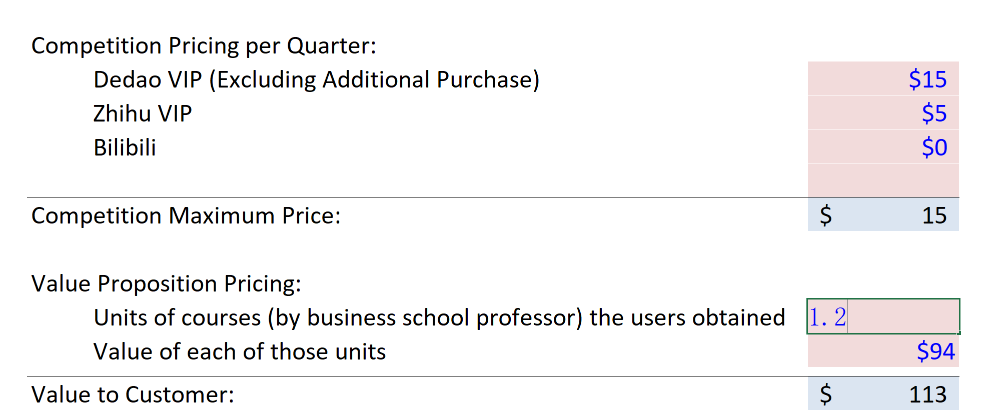 Competition Pricing per Quarter:
Dedao VIP (Excluding Additional Purchase) $15
Zhihu VIP $5
Bilibili $0
Competition Maximum Price: $ 15
Value Proposition Pricing:
Units of courses (by business school professor) the users obtained 1.2
Value of each of those units $94
Value to Customer: $ 113